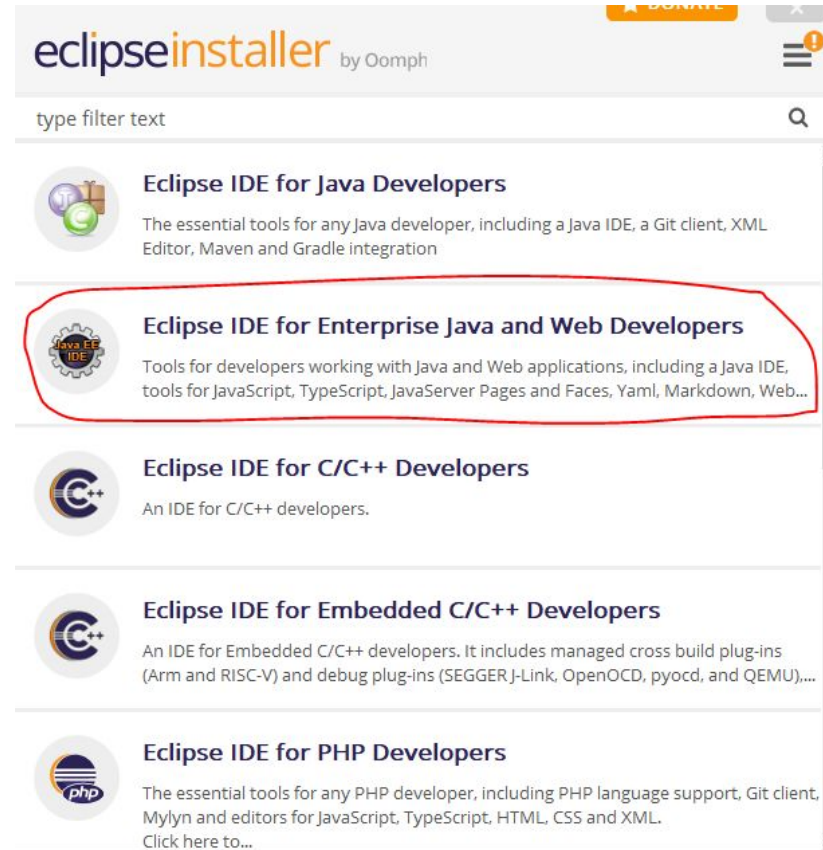 DONATE
eclipseinstaller by Oomph
type filter text
Eclipse IDE for Java Developers
The essential tools for any Java developer, including a Java IDE, a Git client, XML
Editor, Maven and Gradle integration
Java EE
IDE
Eclipse IDE for Enterprise Java and Web Developers
Tools for developers working with Java and Web applications, including a Java IDE,
tools for JavaScript, TypeScript, JavaServer Pages and Faces, Yaml, Markdown, Web...
C++
Eclipse IDE for C/C++ Developers
An IDE for C/C++ developers.
C++
Eclipse IDE for Embedded C/C++ Developers
An IDE for Embedded C/C++ developers. It includes managed cross build plug-ins
(Arm and RISC-V) and debug plug-ins (SEGGER J-Link, OpenOCD, pyocd, and QEMU),...
php
Eclipse IDE for PHP Developers
The essential tools for any PHP developer, including PHP language support, Git client,
Mylyn and editors for JavaScript, TypeScript, HTML, CSS and XML.
Click here to...